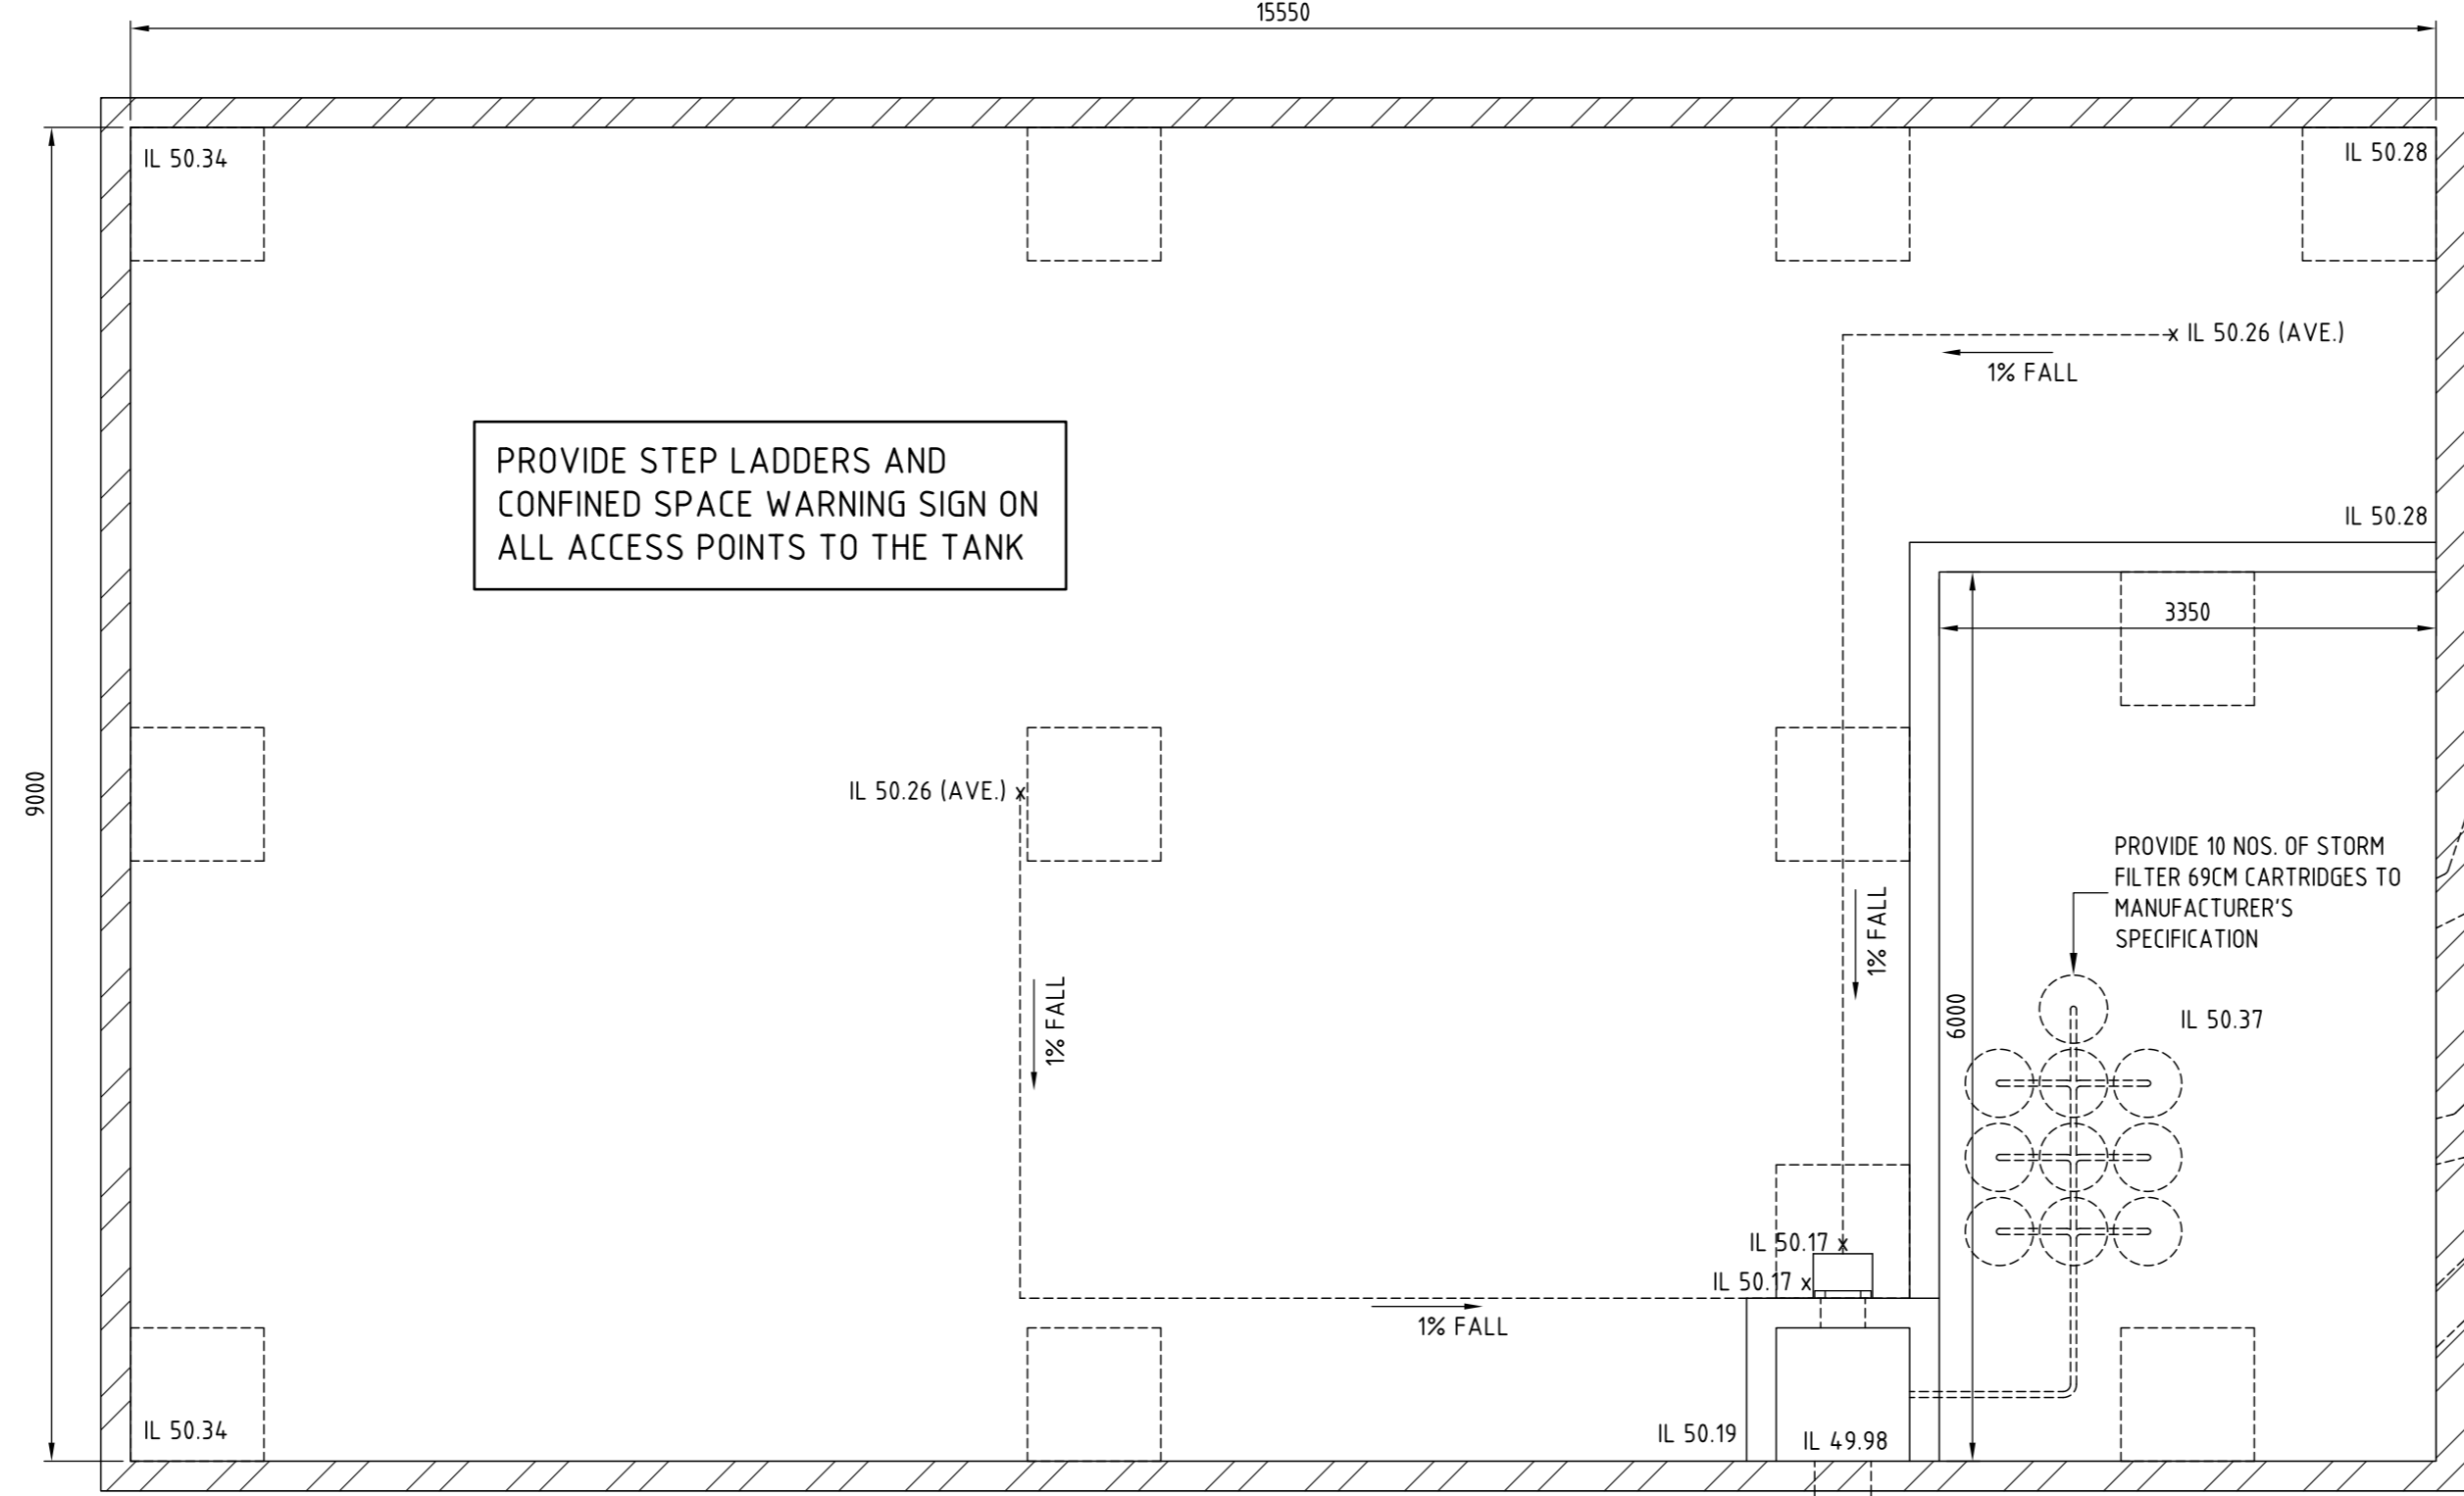 15550
IL 50.34
IL 50.28
x IL 50.26 (AVE.)
1% FALL
PROVIDE STEP LADDERS AND
CONFINED SPACE WARNING SIGN ON
ALL ACCESS POINTS TO THE TANK
IL 50.28
3350
9000
IL 50.26 (AVE.) x
PROVIDE 10 NOS. OF STORM
FILTER 69CM CARTRIDGES TO
MANUFACTURER'S
SPECIFICATION
1% FALL
1% FALL
6000
IL 50.37
IL 50.17 x
IL 50.17 x
1% FALL
IL 50.34
IL 50.19
IL 49.98